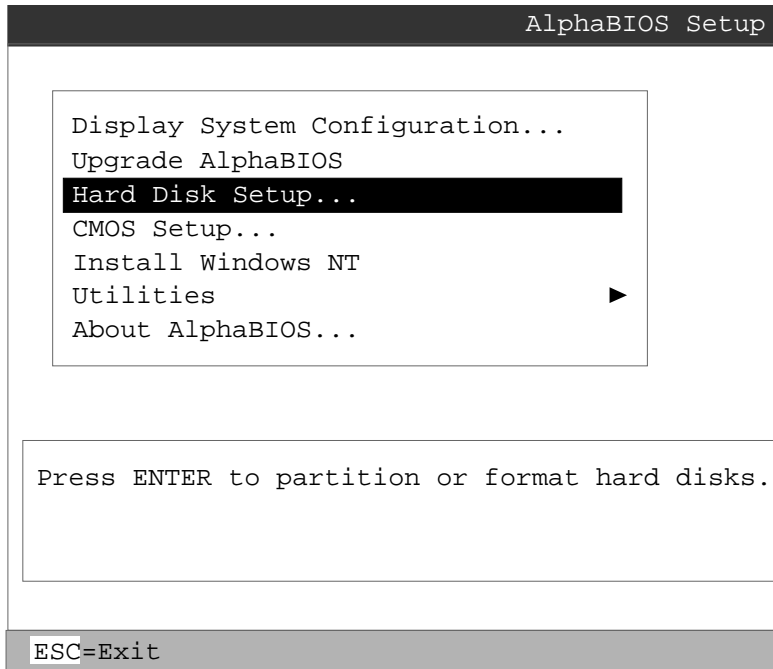 AlphaBIOS Setup
Display System Configuration...
Upgrade AlphaBIOS
Hard Disk Setup...
CMOS Setup...
Install Windows NT
Utilities
About AlphaBIOS...
Press ENTER to partition or format hard disks.
ESC=Exit